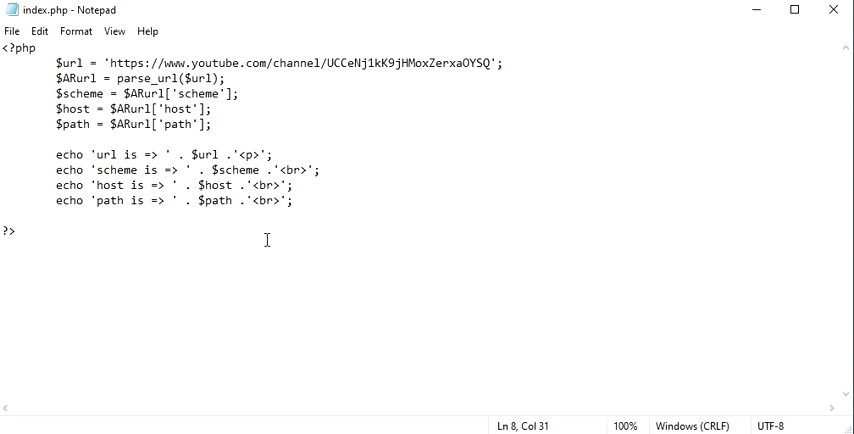 index.php - Notepad
File Edit Format View Help
<?php
$url = 'https://www.youtube.com/channel/UCCeNj1kK9jHMoxZerxaOYSQ';
$ARurl = parse_url($url);
$scheme = $ARurl['scheme'];
$host = $ARurl['host'];
$path = $ARurl['path'];
echo 'url is => ' . $url .'<p>';
echo 'scheme is => ' . $scheme .'<br>';
echo 'host is => ' . $host .'<br>';
echo 'path is => ' . $path .'<br>';
?>
Ln 8, Col 31 100% Windows (CRLF) UTF-8